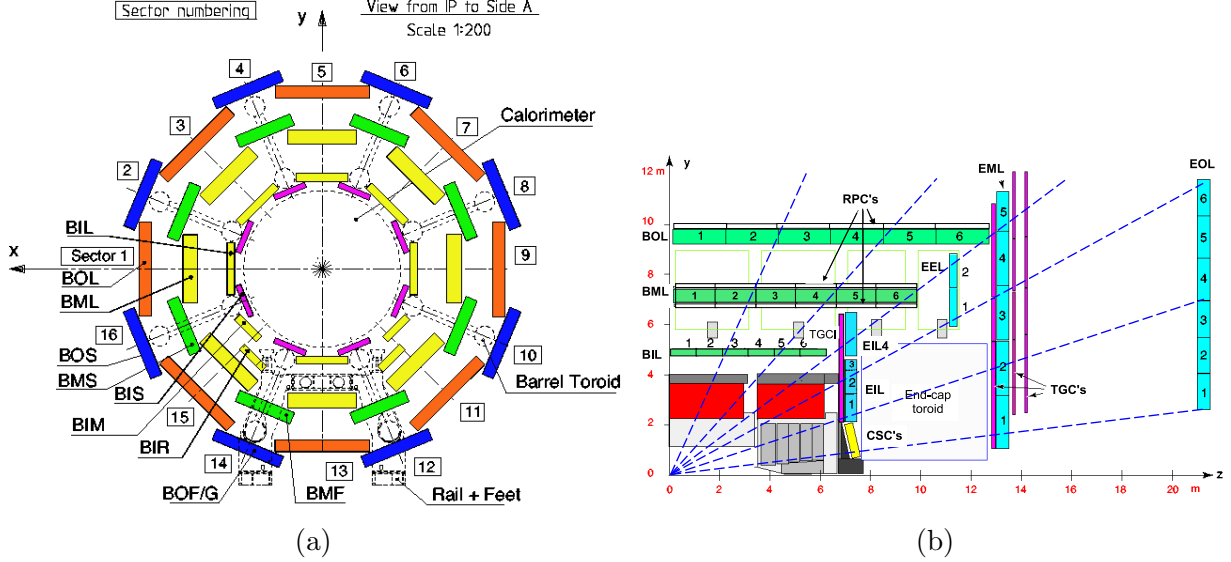 Sector numbering
y
View from IP to Side A
Scale 1:200
4
5
6
3
7
Calorimeter
2
8
BIL
x
Sector 1
9
BOL
BML
16
BOS
10
BMS
Barrel Toroid
BIS
15
11
BIM
BIR
14
13
12
BOF/G
BMF
Rail + Feet
(a)
y
12 m
EML
EOL
RPC's
10
BOL
1 2 3 4 5 6
8
EEL
BML
1 2 3 4 5 6
2
1
6
TGCI
1 2 3 4 5 6
EIL4
BIL
4
3
2
1
EIL
End-cap
toroid
TGC's
2
CSC's
5
4
3
2
1
6
5
4
3
2
1
0
0 2 4 6 8 10 12 14 16 18 20
m
z
(b)